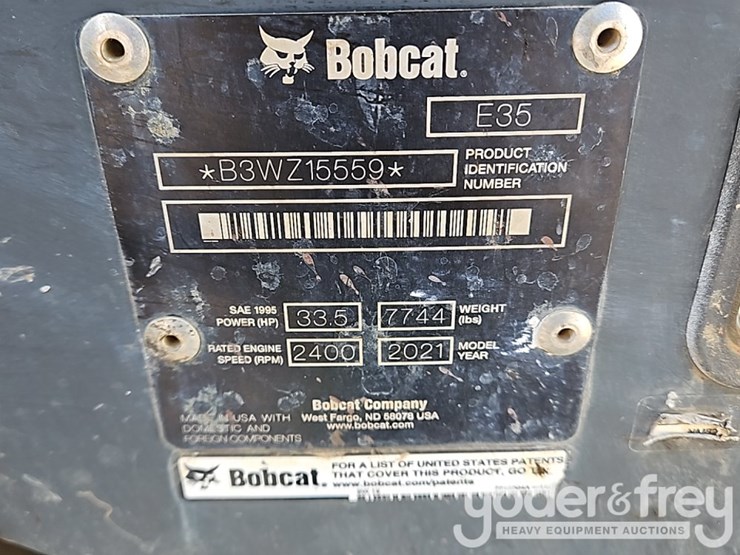 Bobcat.
E35
*B3WZ15559*
PRODUCT
IDENTIFICATION
NUMBER
SAE 1995
POWER (HP)
33.5
7744
WEIGHT
(lbs)
RATED ENGINE
SPEED (RPM)
2400
2021
MODEL
YEAR
MADE IN USA WITH
DOMESTIC AND
FOREIGN COMPONENTS
Bobcat Company
West Fargo, ND 58078 USA
www.bobcat.com
Bobcat.
FOR A LIST OF UNITED STATES PATENTS
THAT COVER THIS PRODUCT, GO
www.bobcat.com/patents
yoder&frey
HEAVY EQUIPMENT AUCTIONS